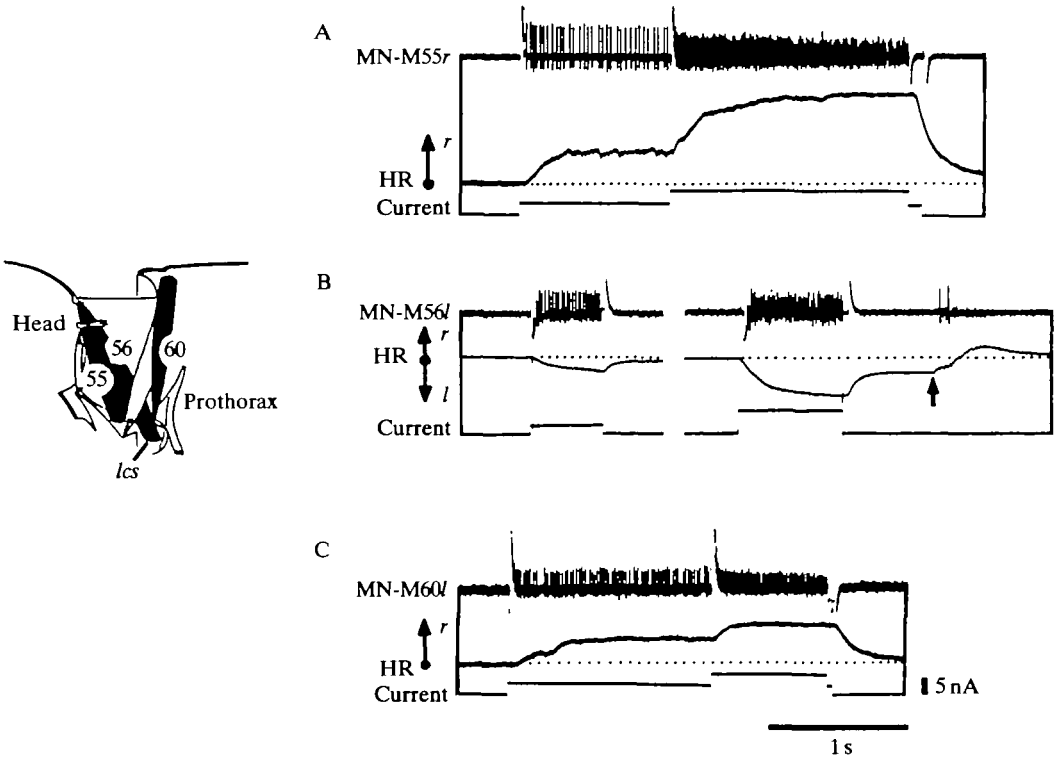 A
MN-M55r
r
HR
Current
B
MN-M56l
r
HR
l
Current
Head
56
60
55
Prothorax
lcs
C
MN-M60l
r
HR
Current
5 nA
1 s